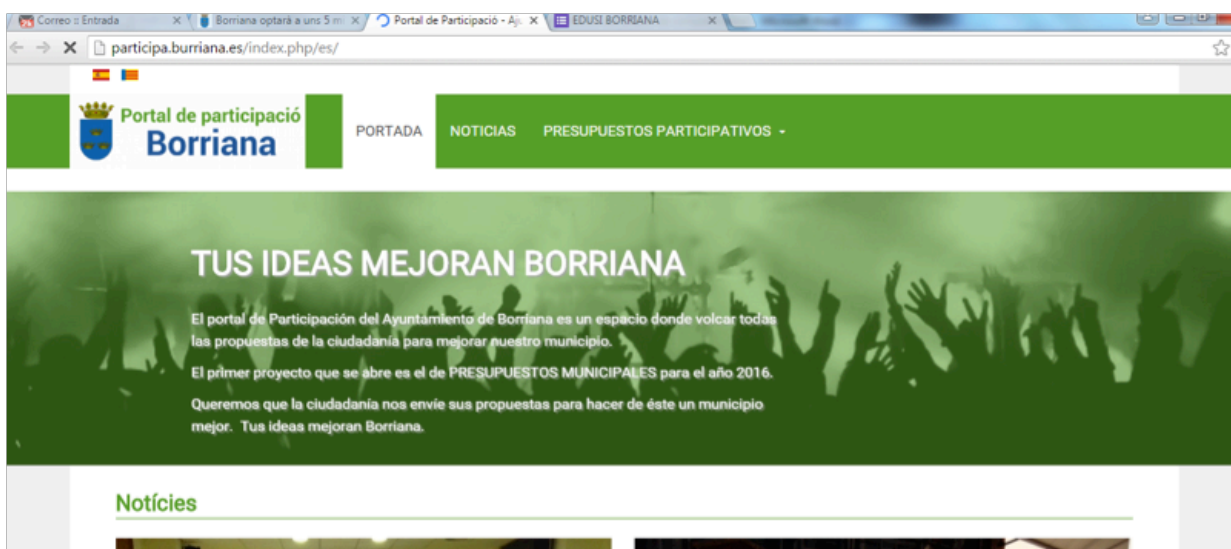 Correo :: Entrada
Borriana optará a uns 5 m
Portal de Participació - Aju
EDUSI BORRIANA
participa.burriana.es/index.php/es/
Portal de participació
Borriana
PORTADA
NOTICIAS
PRESUPUESTOS PARTICIPATIVOS
TUS IDEAS MEJORAN BORRIANA
El portal de Participación del Ayuntamiento de Borriana es un espacio donde volcar todas
las propuestas de la ciudadanía para mejorar nuestro municipio.
El primer proyecto que se abre es el de PRESUPUESTOS MUNICIPALES para el año 2016.
Queremos que la ciudadanía nos envíe sus propuestas para hacer de éste un municipio
mejor. Tus ideas mejoran Borriana.
Notícies